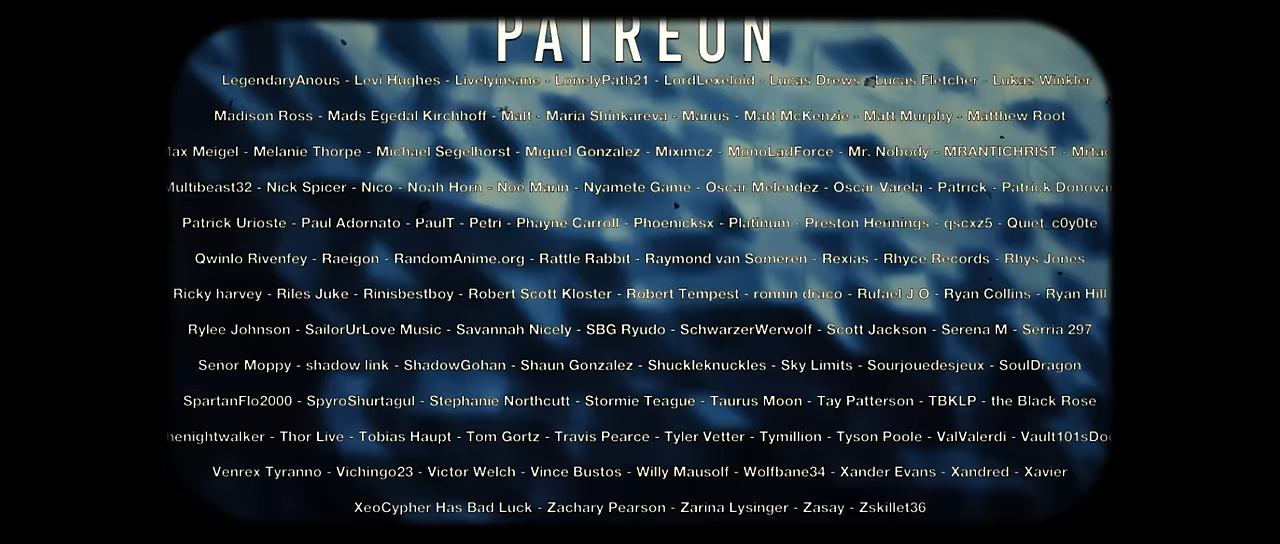 PATREON
LegendaryAnous - Levi Hughes - Livelyinsane - LonelyPath21 - LordLexeloid - Lucas Drews - Lucas Fletcher - Lukas Winkler
Madison Ross - Mads Egedal Kirchhoff - Malt - Maria Shinkareva - Marius - Matt McKenzie - Matt Murphy - Matthew Root
Meigel - Melanie Thorpe - Michael Segelhorst - Miguel Gonzalez - Miximcz - MonoLadForce - Mr. Nobody - MRANTICHRIST -
- Nick Spicer - Nico - Noah Horn - Noe Marin - Nyamete Game - Oscar Melendez - Oscar Varela - Patrick - Patrick
Patrick Urioste - Paul Adornato - PaulT - Petri - Phayne Carroll - Phoenicksx - Platinum - Preston Hennings - qscxz5 - Quiet_c0y0te
Qwinlo Rivenfey - Raeigon - RandomAnime.org - Rattle Rabbit - Raymond van Someren - Rexias - Rhyce Records - Rhys Jones
Ricky harvey - Riles Juke - Rinisbestboy - Robert Scott Kloster - Robert Tempest - ronnin draco - Rufael J O - Ryan Collins - Ryan Hill
Rylee Johnson - SailorUrLove Music - Savannah Nicely - SBG Ryudo - SchwarzerWerwolf - Scott Jackson - Serena M - Serria 297
Senor Moppy - shadow link - ShadowGohan - Shaun Gonzalez - Shuckleknuckles - Sky Limits - Sourjouedesjeux - SoulDragon
SpartanFlo2000 - SpyroShurtagul - Stephanie Northcutt - Stormie Teague - Taurus Moon - Tay Patterson - TBKLP - the Black Rose
- Thor Live - Tobias Haupt - Tom Gortz - Travis Pearce - Tyler Vetter - Tymillion - Tyson Poole - ValValerdi -
Venrex Tyranno - Vichingo23 - Victor Welch - Vince Bustos - Willy Mausolf - Wolfbane34 - Xander Evans - Xandred - Xavier
XeoCypher Has Bad Luck - Zachary Pearson - Zarina Lysinger - Zasay - Zskillet36